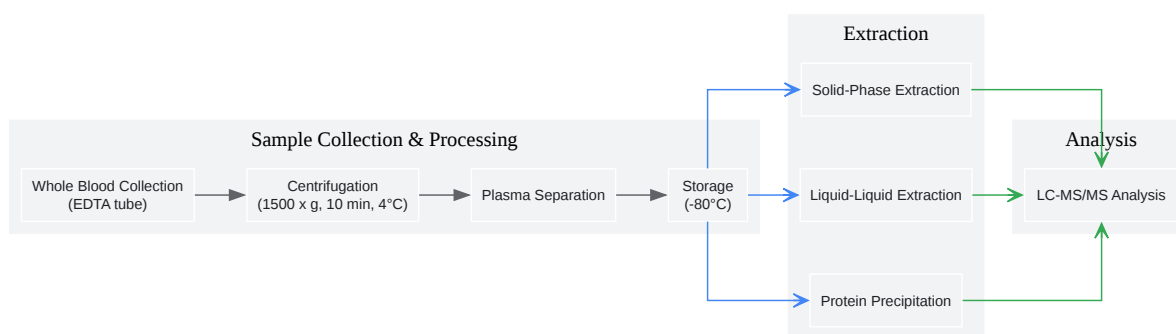 Extraction
Solid-Phase Extraction
Sample Collection & Processing
Analysis
Whole Blood Collection
(EDTA tube)
Centrifugation
(1500 x g, 10 min, 4°C)
Plasma Separation
Storage
(-80°C)
Liquid-Liquid Extraction
LC-MS/MS Analysis
Protein Precipitation